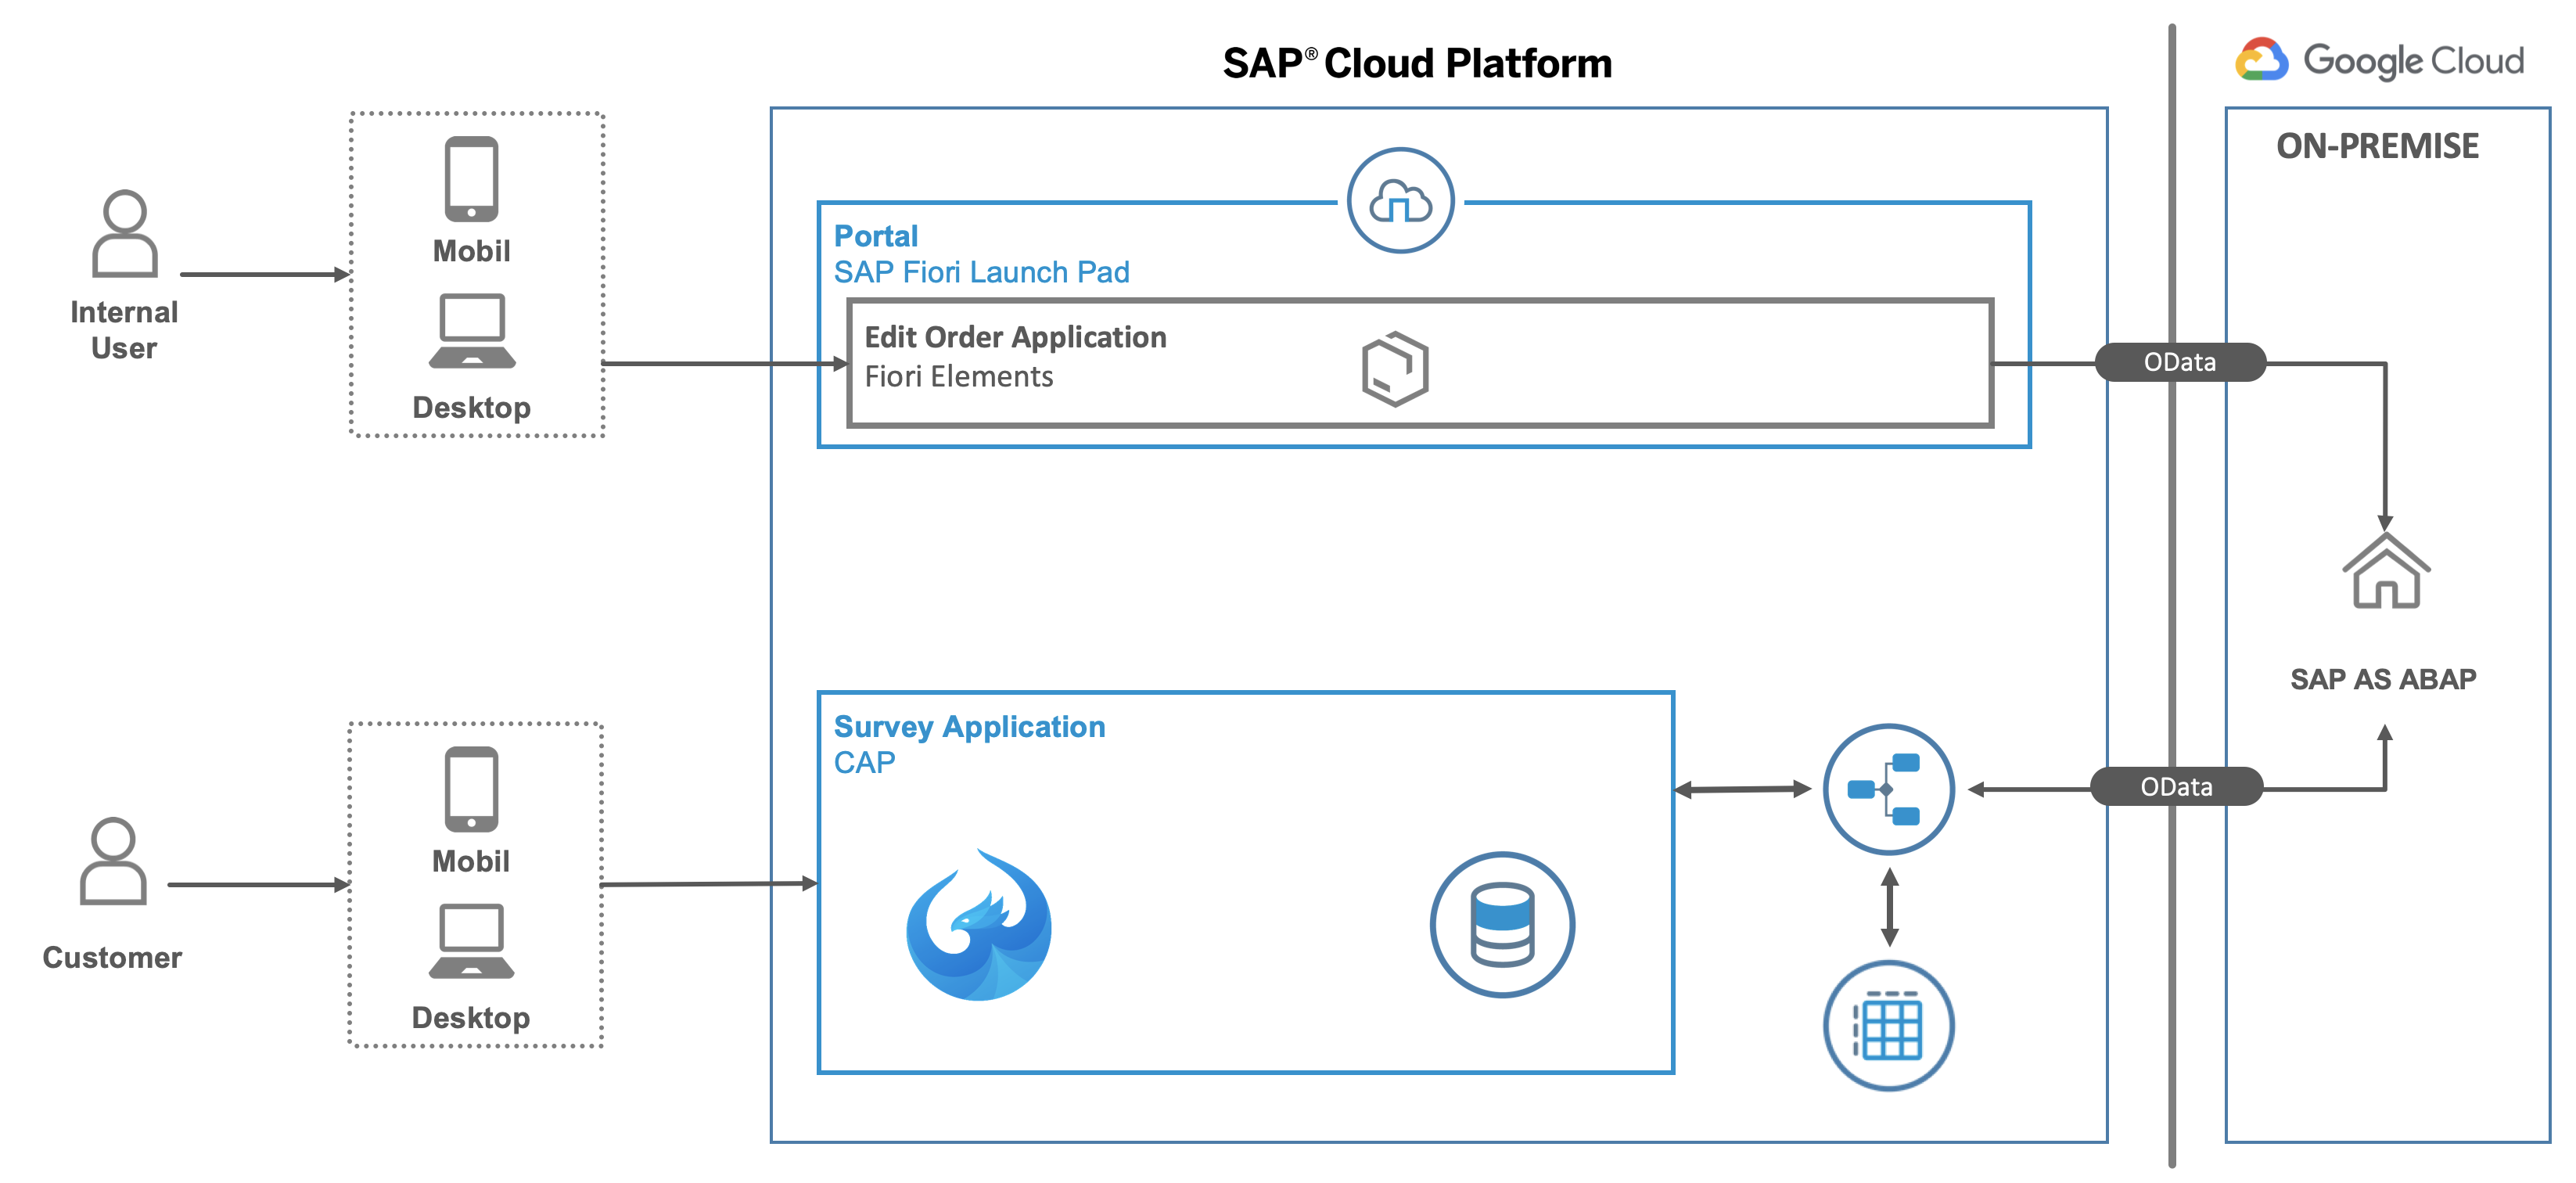 SAP® Cloud Platform
Google Cloud
ON-PREMISE
Mobil
Desktop
Internal
User
Portal
SAP Fiori Launch Pad
Edit Order Application
Fiori Elements
OData
SAP AS ABAP
Survey Application
CAP
OData
Mobil
Desktop
Customer